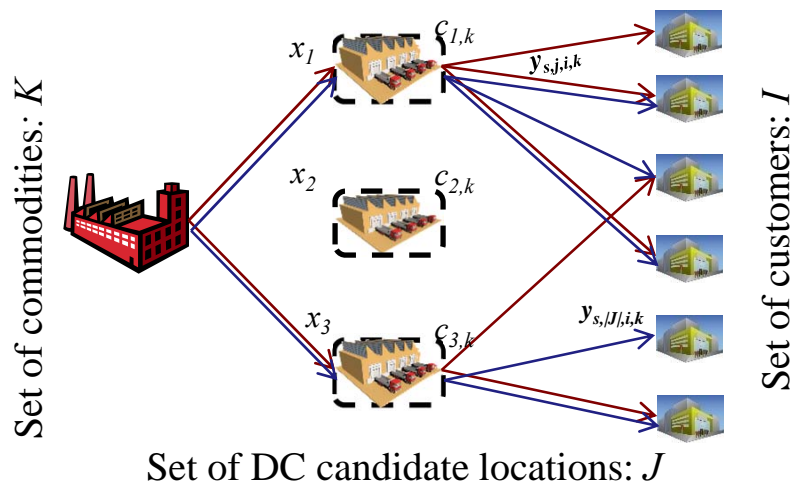 Set of commodities: K
x1
c1,k
ys,j,i,k
x2
c2,k
x3
c3,k
ys,|J|,i,k
Set of customers: I
Set of DC candidate locations: J